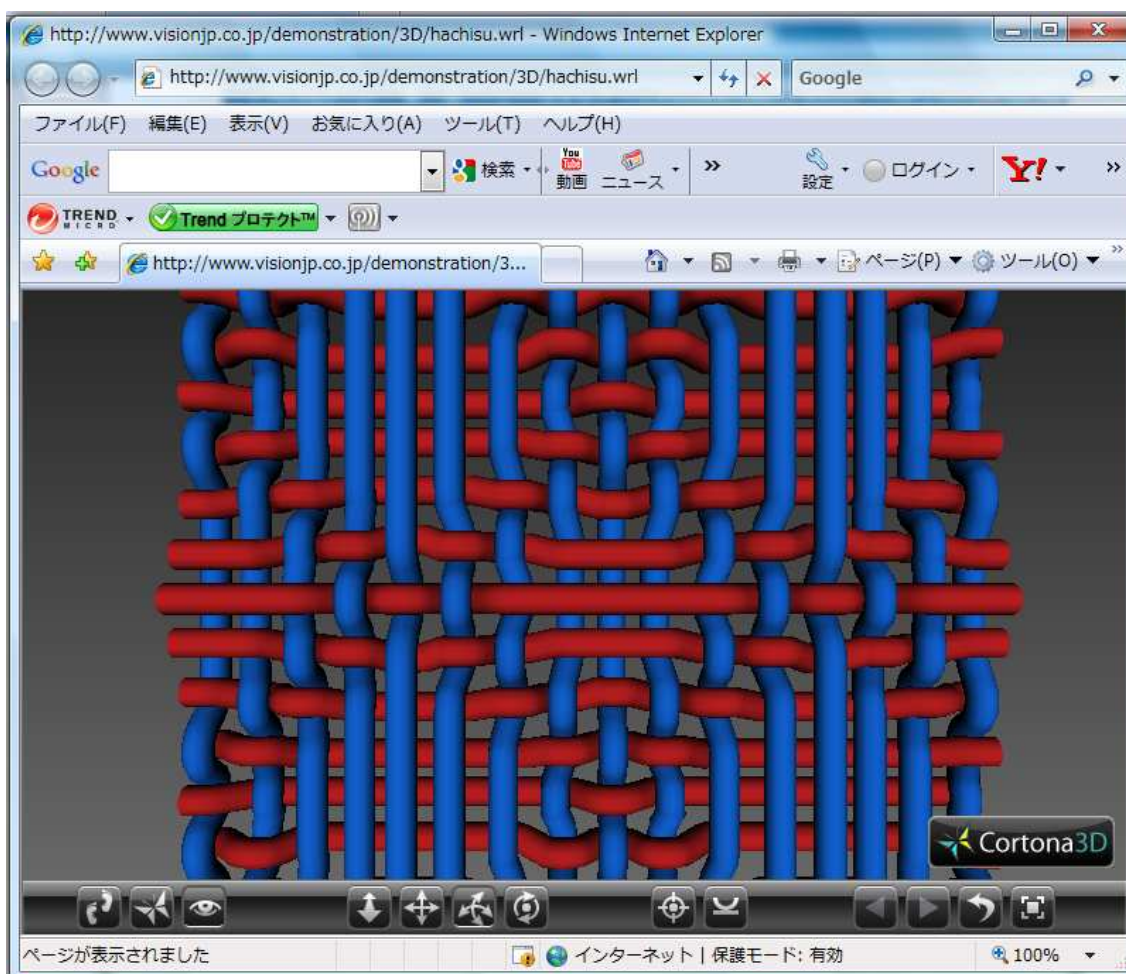 http://www.visionjp.co.jp/demonstration/3D/hachisu.wrl - Windows Internet Explorer
http://www.visionjp.co.jp/demonstration/3D/hachisu.wrl Google
ファイル(F) 編集(E) 表示(V) お気に入り(A) ツール(T) ヘルプ(H)
Google 検索 You Tube 動画 ニュース » 設定 ログイン Y! »
TREND MICRO Trend プロテクト™
http://www.visionjp.co.jp/demonstration/3... ページ(P) ツール(O) »
Cortona3D
ページが表示されました インターネット | 保護モード: 有効 100%